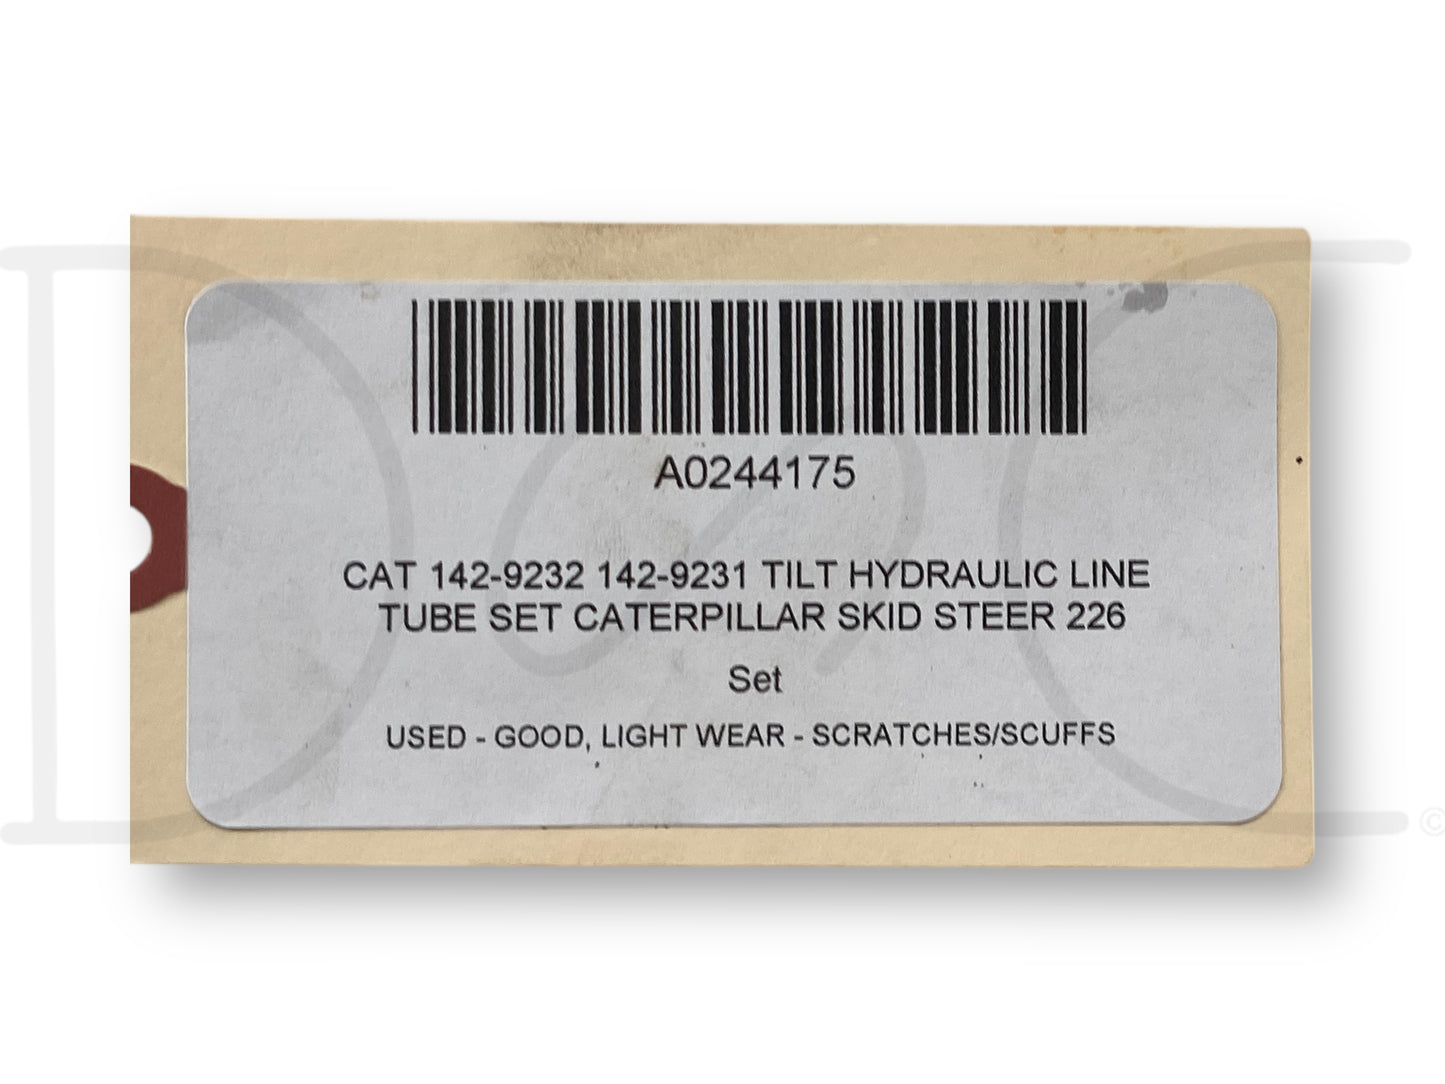 A0244175
CAT 142-9232 142-9231 TILT HYDRAULIC LINE
TUBE SET CATERPILLAR SKID STEER 226
Set
USED - GOOD, LIGHT WEAR - SCRATCHES/SCUFFS
©